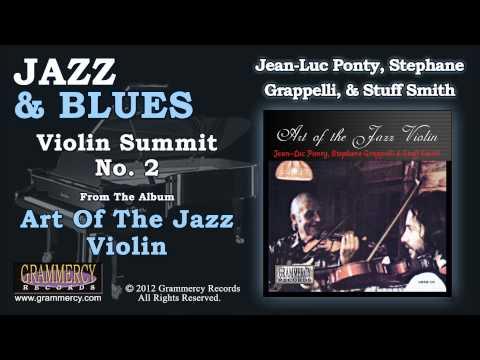 JAZZ
& BLUES
Violin Summit
No. 2
From The Album
Art Of The Jazz
Violin
GRAMMERCY
RECORDS
www.grammercy.com
© 2012 Grammercy Records
All Rights Reserved.
Jean-Luc Ponty, Stephane
Grappelli, & Stuff Smith
Art of the Jazz Violin
Jean-Luc Ponty, Stephane Grappelli & Stuff Smith
GRAMMERCY
RECORDS